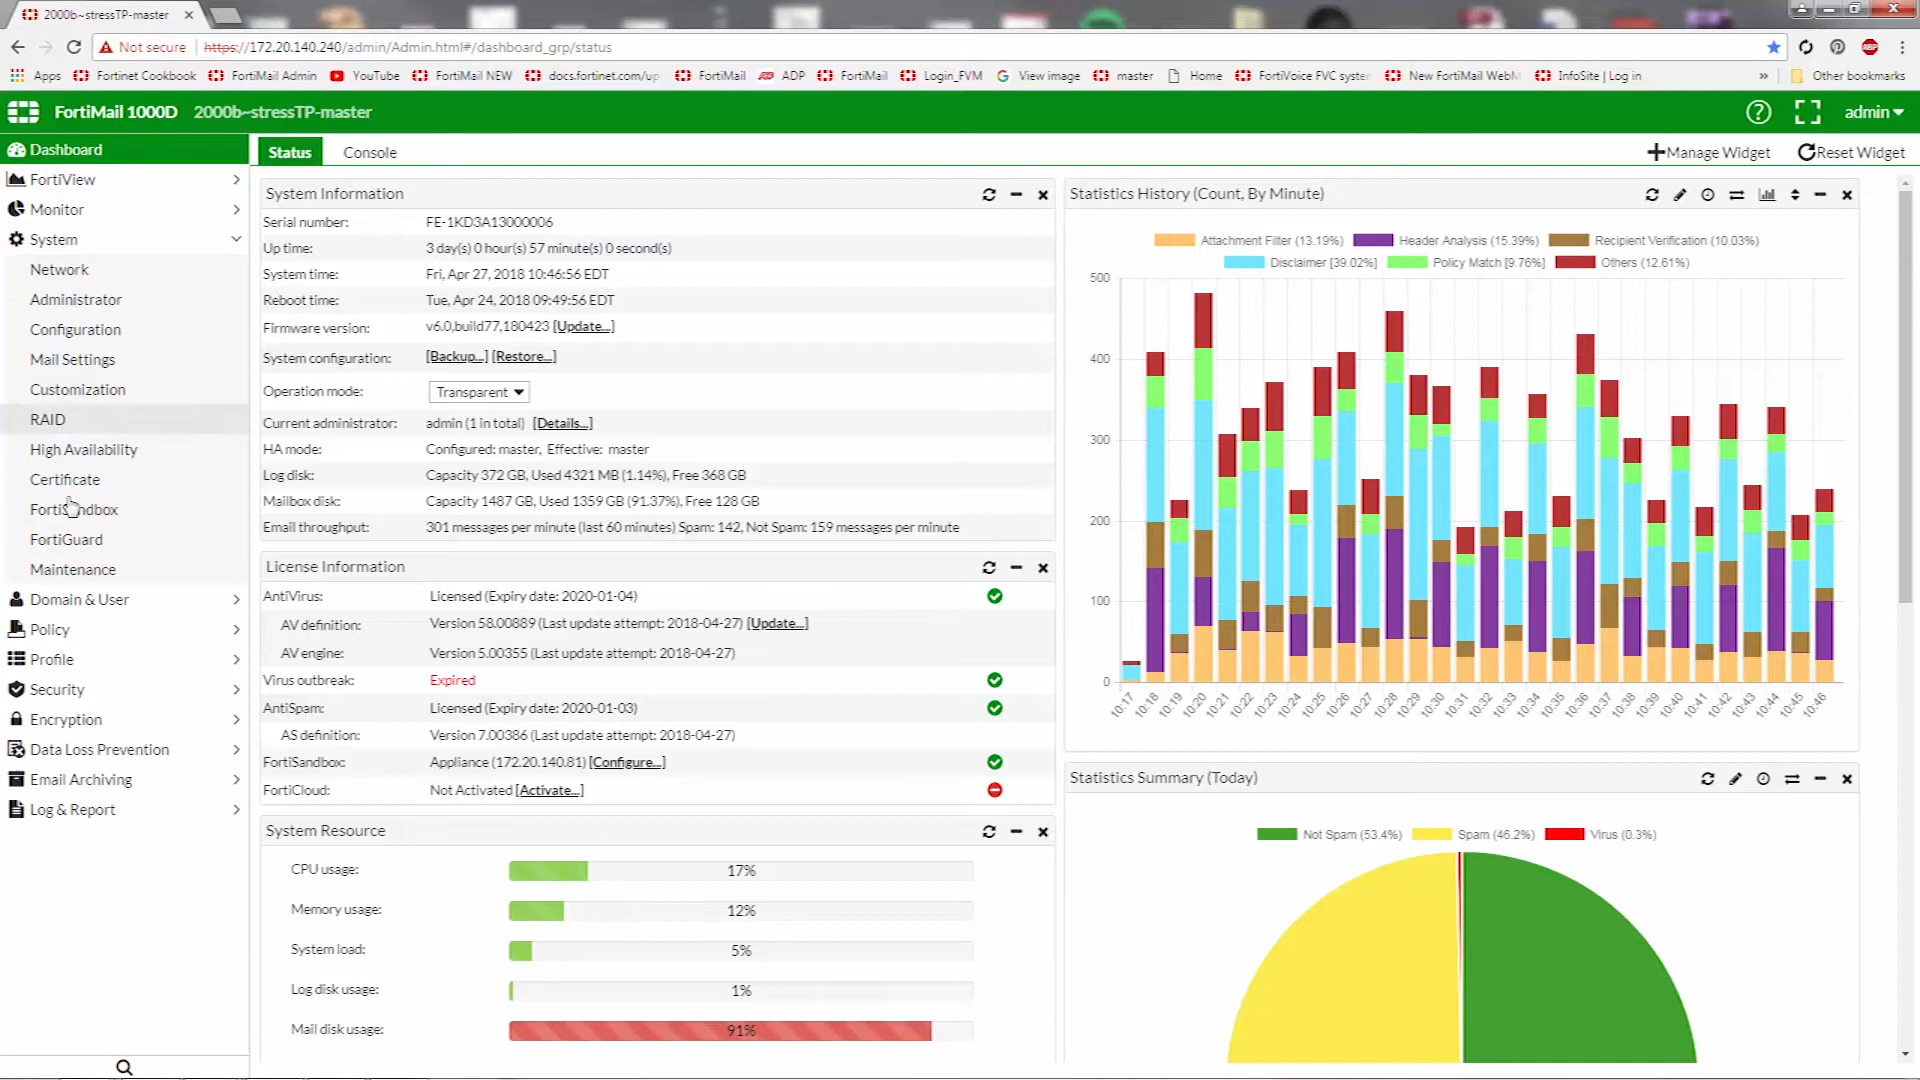 2000b~stressTP-master
Not secure
https://172.20.140.240/admin/Admin.html#/dashboard_grp/status
ABP
Apps
Fortinet Cookbook
FortiMail Admin
YouTube
FortiMail NEW
docs.fortinet.com/up
FortiMail
ADP
FortiMail
Login_FVM
View image
master
Home
FortiVoice FVC system
New FortiMail WebM
InfoSite | Log in
»
Other bookmarks
FortiMail 1000D
2000b~stressTP-master
admin
Dashboard
FortiView
Monitor
System
Network
Administrator
Configuration
Mail Settings
Customization
RAID
High Availability
Certificate
FortiSandbox
FortiGuard
Maintenance
Domain & User
Policy
Profile
Security
Encryption
Data Loss Prevention
Email Archiving
Log & Report
Status
Console
Manage Widget
Reset Widget
System Information
Serial number: FE-1KD3A13000006
Up time: 3 day(s) 0 hour(s) 57 minute(s) 0 second(s)
System time: Fri, Apr 27, 2018 10:46:56 EDT
Reboot time: Tue, Apr 24, 2018 09:49:56 EDT
Firmware version: v6.0,build77,180423 [Update...]
System configuration: [Backup...] [Restore...]
Operation mode: Transparent
Current administrator: admin (1 in total) [Details...]
HA mode: Configured: master, Effective: master
Log disk: Capacity 372 GB, Used 4321 MB (1.14%), Free 368 GB
Mailbox disk: Capacity 1487 GB, Used 1359 GB (91.37%), Free 128 GB
Email throughput: 301 messages per minute (last 60 minutes) Spam: 142, Not Spam: 159 messages per minute
License Information
AntiVirus: Licensed (Expiry date: 2020-01-04)
AV definition: Version 58.00889 (Last update attempt: 2018-04-27) [Update...]
AV engine: Version 5.00355 (Last update attempt: 2018-04-27)
Virus outbreak: Expired
AntiSpam: Licensed (Expiry date: 2020-01-03)
AS definition: Version 7.00386 (Last update attempt: 2018-04-27)
FortiSandbox: Appliance (172.20.140.81) [Configure...]
FortiCloud: Not Activated [Activate...]
System Resource
CPU usage: 17%
Memory usage: 12%
System load: 5%
Log disk usage: 1%
Mail disk usage: 91%
Statistics History (Count, By Minute)
Attachment Filter (13.19%)
Header Analysis (15.39%)
Recipient Verification (10.03%)
Disclaimer [39.02%]
Policy Match [9.76%]
Others (12.61%)
500
400
300
200
100
0
10:17 10:18 10:19 10:20 10:21 10:22 10:23 10:24 10:25 10:26 10:27 10:28 10:29 10:30 10:31 10:32 10:33 10:34 10:35 10:36 10:37 10:38 10:39 10:40 10:41 10:42 10:43 10:44 10:45 10:46
Statistics Summary (Today)
Not Spam (53.4%)
Spam (46.2%)
Virus (0.3%)